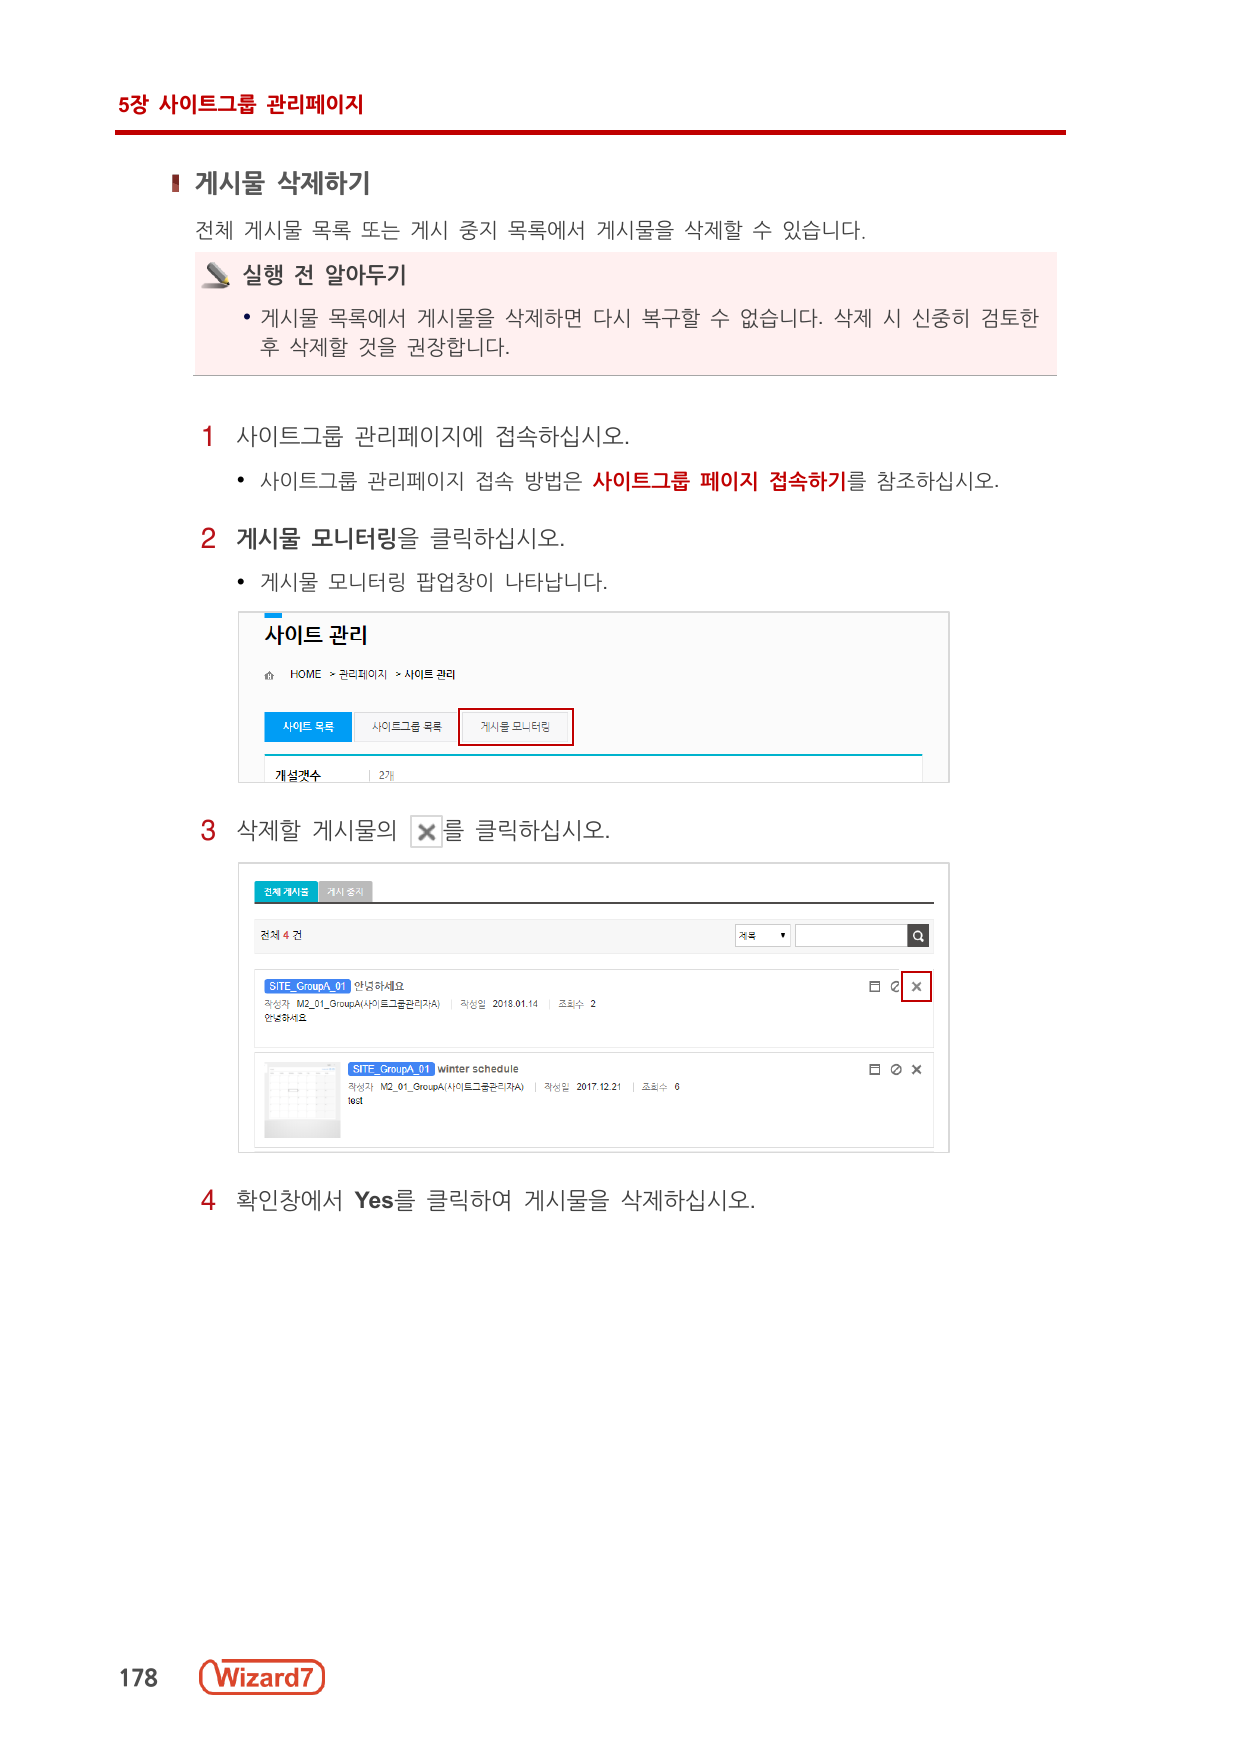 5장 사이트그룹 관리페이지
게시물 삭제하기
전체 게시물 목록 또는 게시 중지 목록에서 게시물을 삭제할 수 있습니다.
실행 전 알아두기
• 게시물 목록에서 게시물을 삭제하면 다시 복구할 수 없습니다. 삭제 시 신중히 검토한
후 삭제할 것을 권장합니다.
1 사이트그룹 관리페이지에 접속하십시오.
• 사이트그룹 관리페이지 접속 방법은 사이트그룹 페이지 접속하기를 참조하십시오.
2 게시물 모니터링을 클릭하십시오.
• 게시물 모니터링 팝업창이 나타납니다.
사이트 관리
HOME > 관리페이지 > 사이트 관리
사이트 목록 사이트그룹 목록 게시물 모니터링
개설갯수 2개
3 삭제할 게시물의 를 클릭하십시오.
전체 게시물 게시 중지
전체 4 건 제목
SITE_GroupA_01 안녕하세요
작성자 M2_01_GroupA(사이트그룹관리자A) 작성일 2018.01.14 조회수 2
안녕하세요
SITE_GroupA_01 winter schedule
작성자 M2_01_GroupA(사이트그룹관리자A) 작성일 2017.12.21 조회수 6
test
4 확인창에서 Yes를 클릭하여 게시물을 삭제하십시오.
178 Wizard7